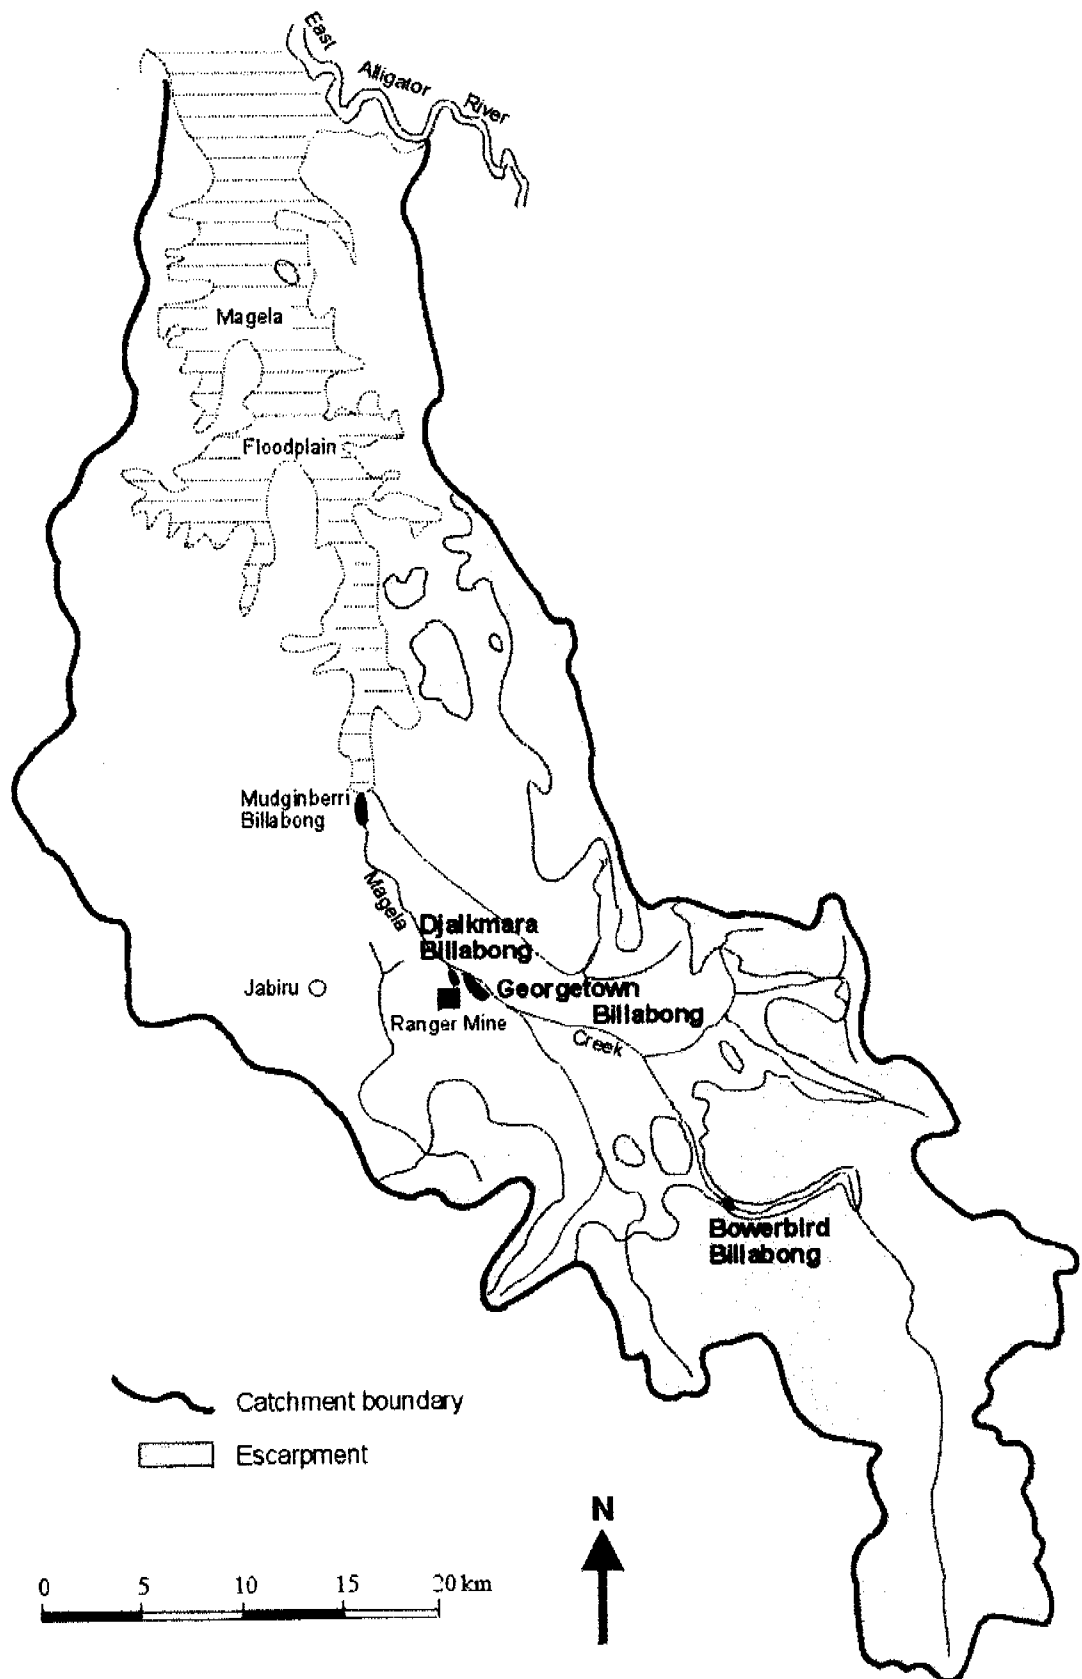 East
Alligator
River
Magela
Floodplain
Mudginberri
Billabong
Magela
Djalkmara
Billabong
Jabiru
Georgetown
Billabong
Ranger Mine
Creek
Bowerbird
Billabong
Catchment boundary
Escarpment
N
0 5 10 15 20 km